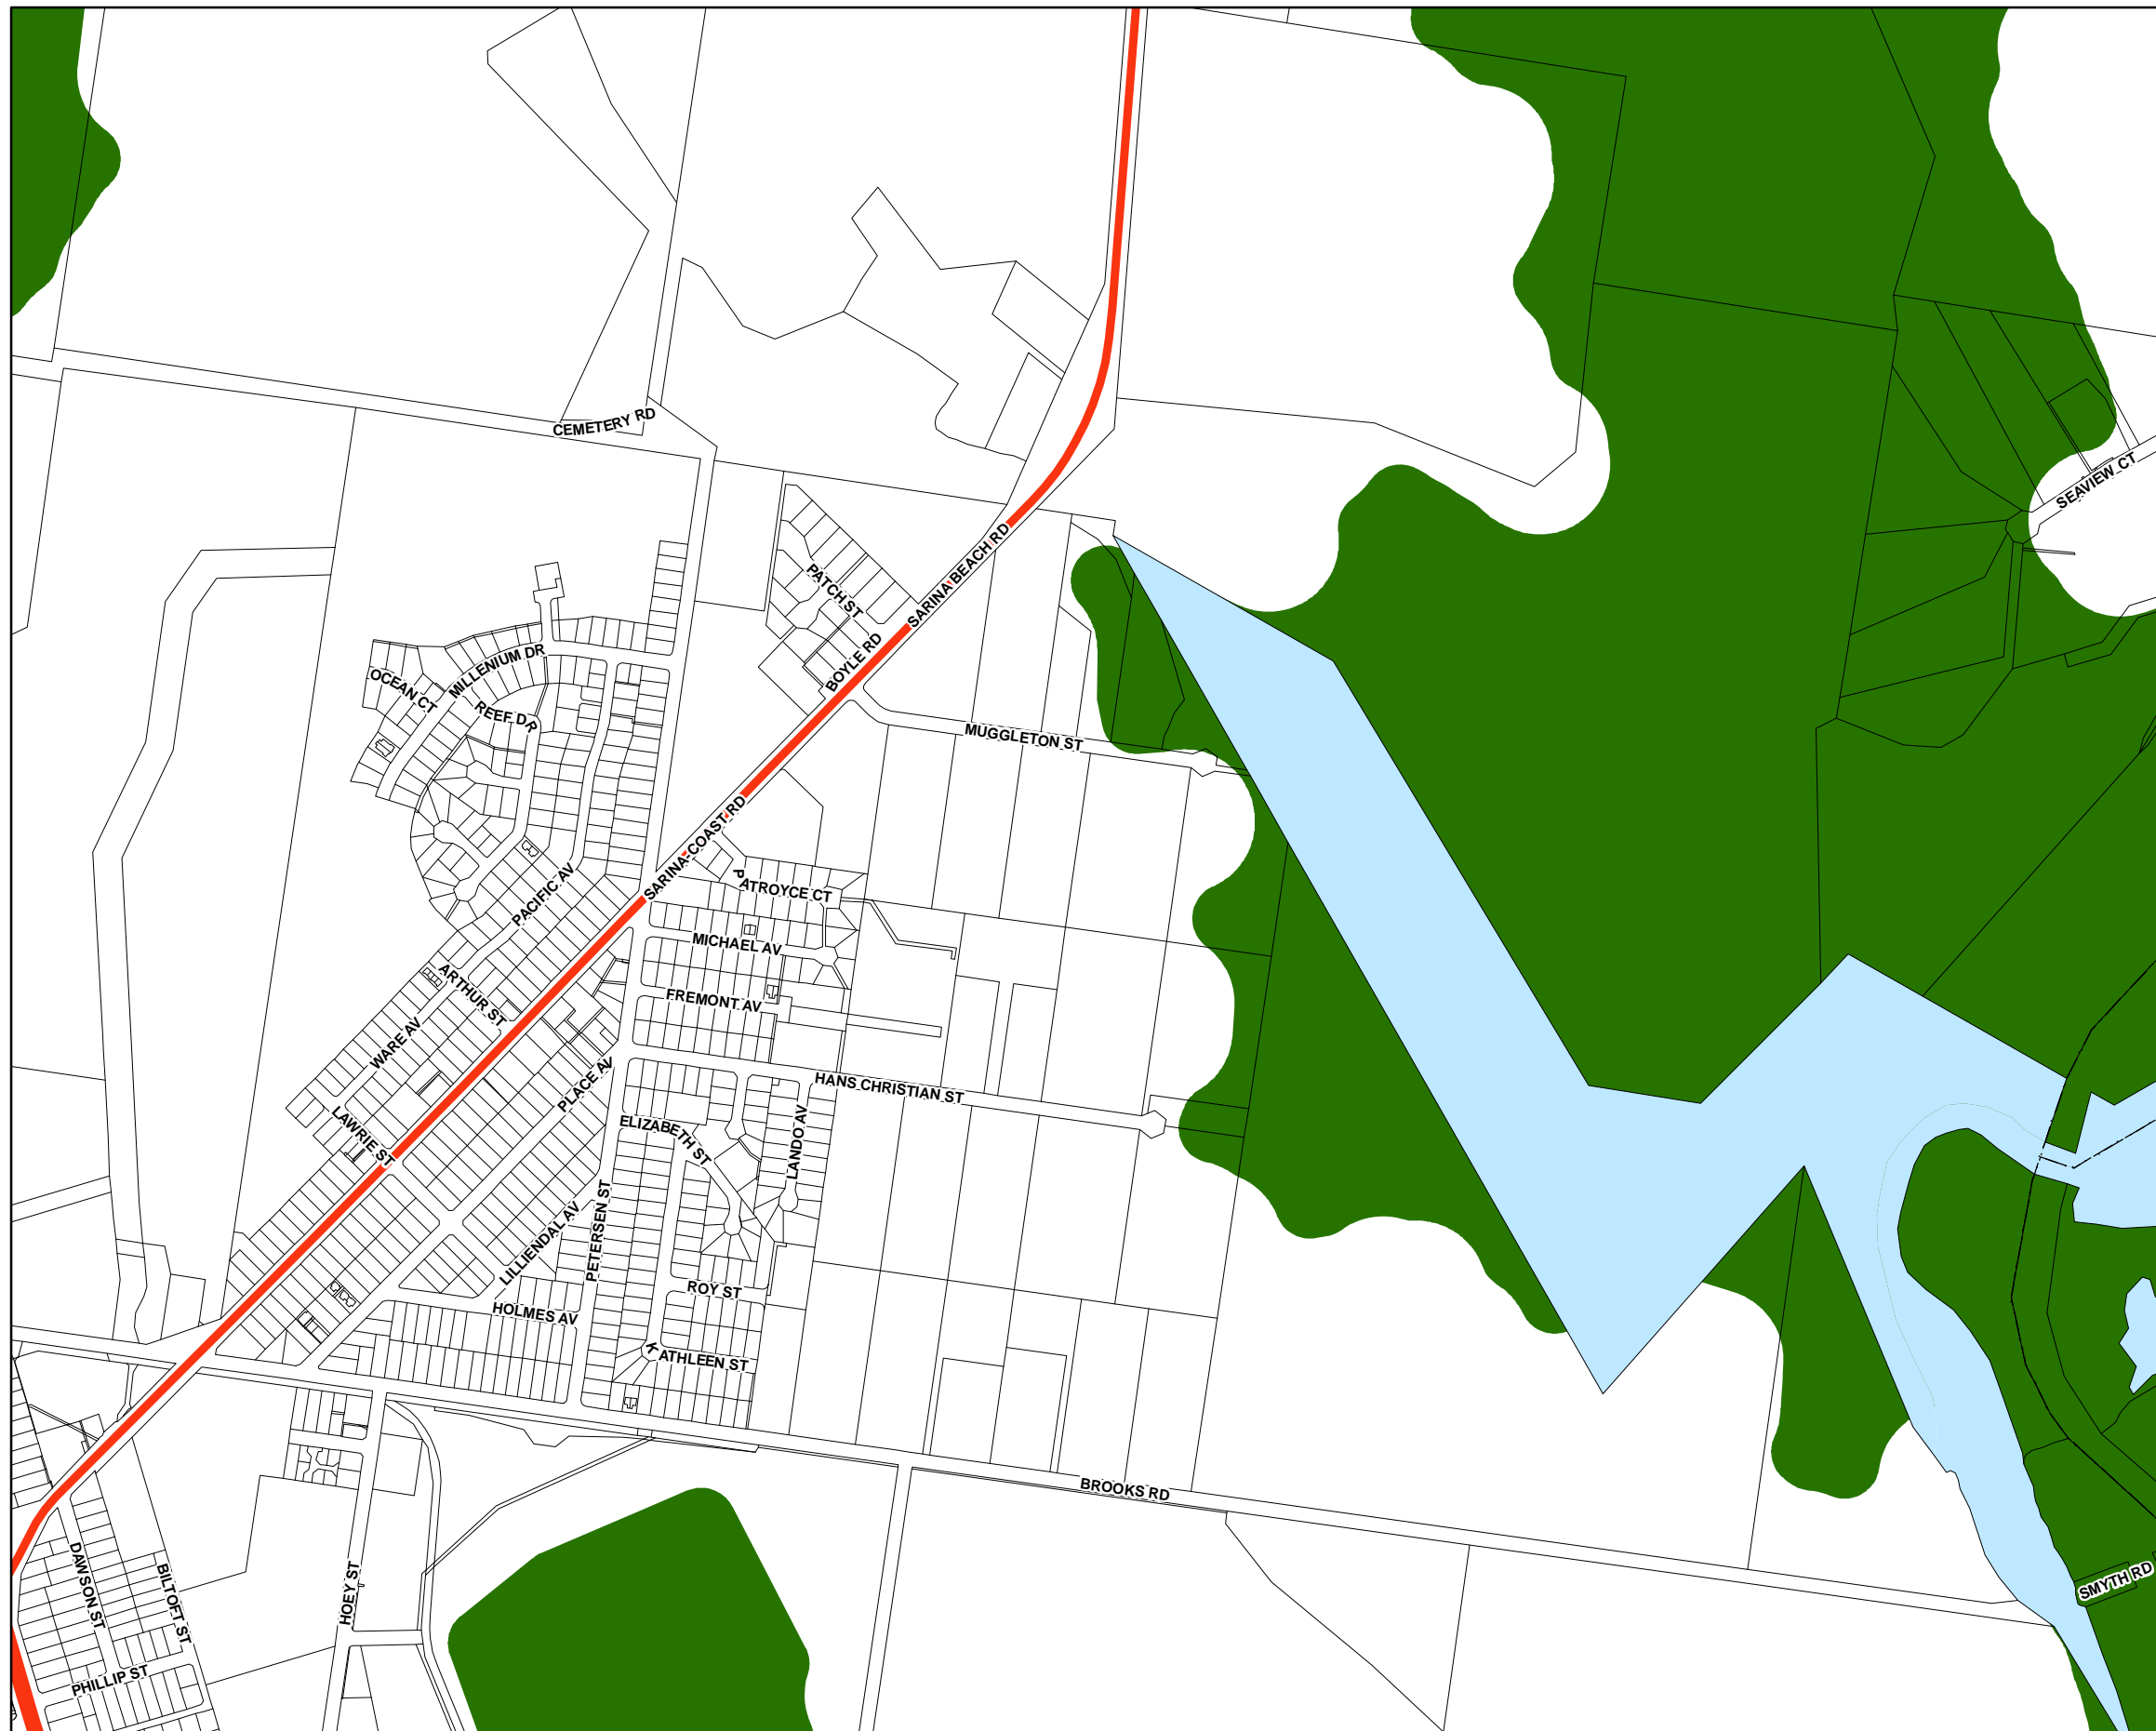 CEMETERY RD
SEAVIEW CT
SARINA BEACH RD
PATCH ST
BOYLE RD
MILLENIUM DR
OCEAN CT
REEF DR
MUGGLETON ST
SARINA-COAST RD
PATROYCE CT
PACIFIC AV
MICHAEL AV
ARTHUR ST
FREMONT AV
WARE AV
PLACE AV
HANS CHRISTIAN ST
LAWRIE ST
ELIZABETH ST
LANDO AV
LILLIENDAL AV
PETERSEN ST
ROY ST
HOLMES AV
KATHLEEN ST
BROOKS RD
DAWSON ST
BILTOFT ST
HOEY ST
SMYTH RD
PHILLIP ST